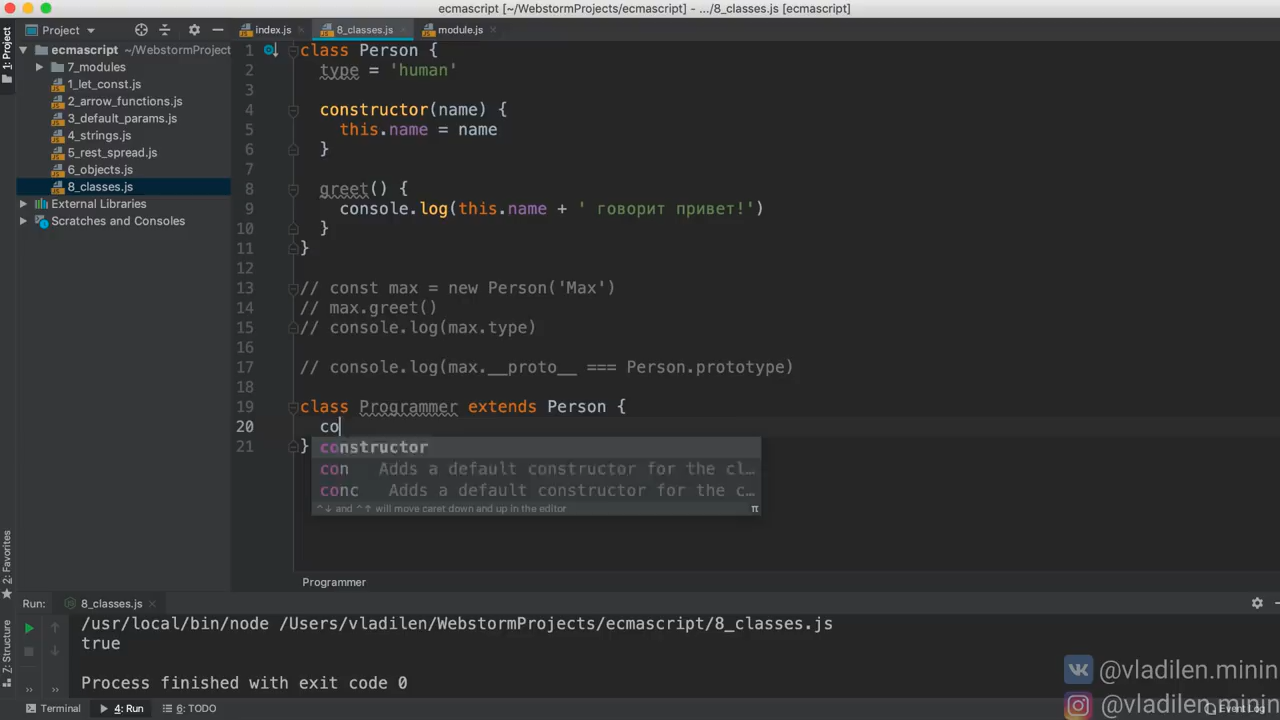 ecmascript [~/WebstormProjects/ecmascript] - .../8_classes.js [ecmascript]
Project
index.js
8_classes.js
module.js
1: Project
ecmascript ~/WebstormProject
7_modules
1_let_const.js
2_arrow_functions.js
3_default_params.js
4_strings.js
5_rest_spread.js
6_objects.js
8_classes.js
External Libraries
Scratches and Consoles
1 class Person {
2 type = 'human'
3
4 constructor(name) {
5 this.name = name
6 }
7
8 greet() {
9 console.log(this.name + ' говорит привет!')
10 }
11 }
12
13 // const max = new Person('Max')
14 // max.greet()
15 // console.log(max.type)
16
17 // console.log(max.__proto__ === Person.prototype)
18
19 class Programmer extends Person {
20 co
21 }
constructor
con Adds a default constructor for the cl…
conc Adds a default constructor for the c…
^↓ and ^↑ will move caret down and up in the editor π
Programmer
2: Favorites
Z: Structure
Run: 8_classes.js
/usr/local/bin/node /Users/vladilen/WebstormProjects/ecmascript/8_classes.js
true
Process finished with exit code 0
@vladilen.minin
@vladilen.minin
Terminal
4: Run
6: TODO
Event Log